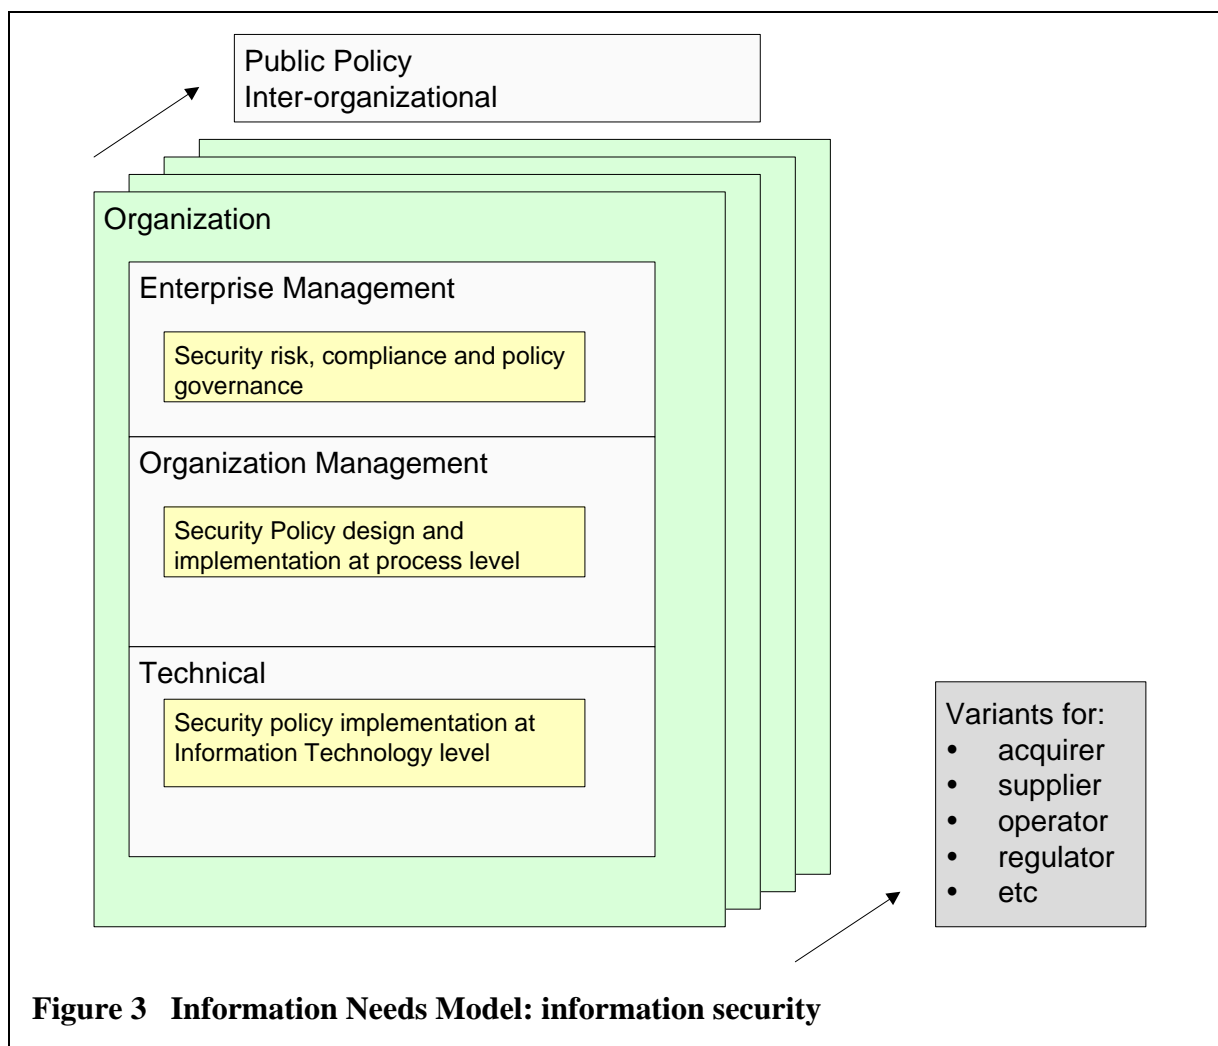 Public Policy
Inter-organizational
Organization
Enterprise Management
Security risk, compliance and policy
governance
Organization Management
Security Policy design and
implementation at process level
Technical
Security policy implementation at
Information Technology level
Variants for:
• acquirer
• supplier
• operator
• regulator
• etc
Figure 3 Information Needs Model: information security